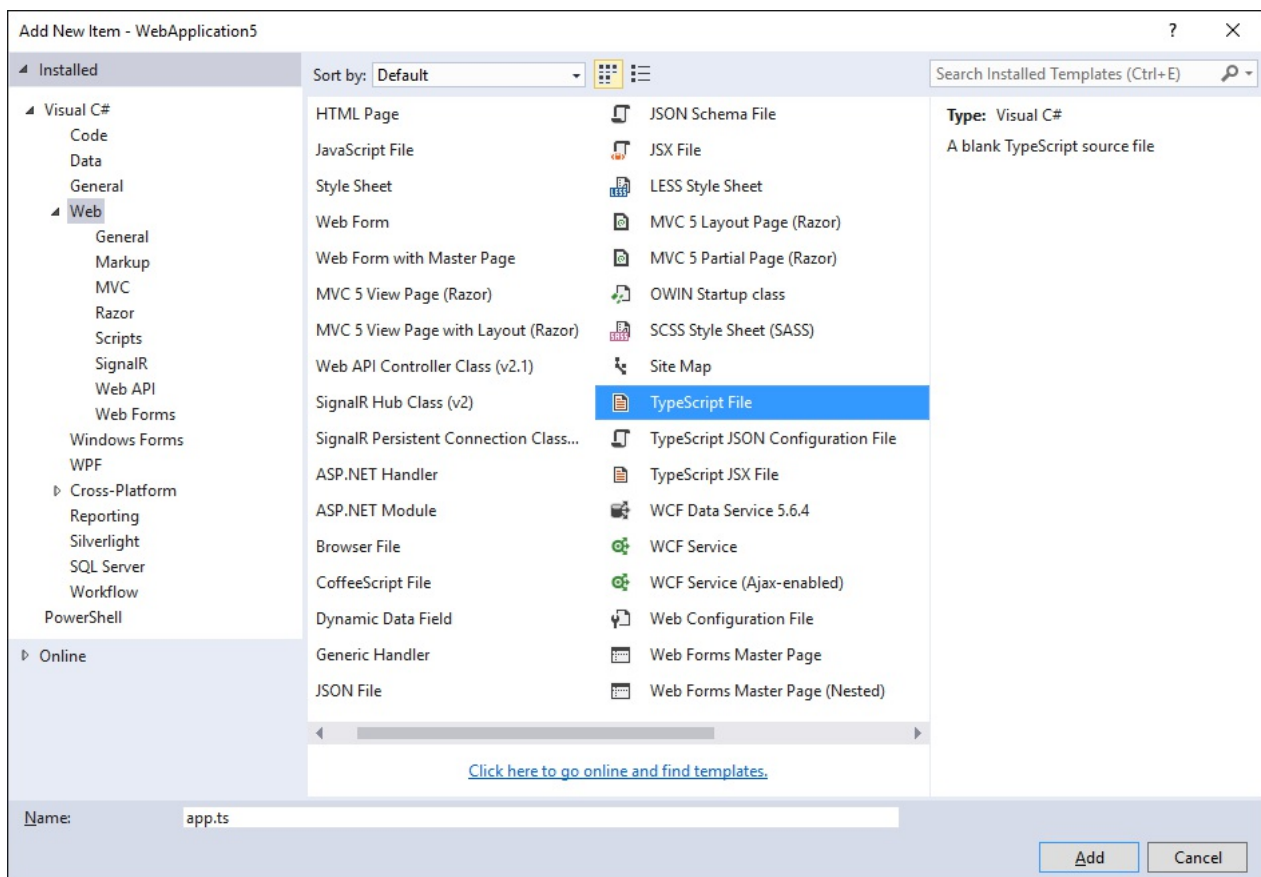 Add New Item - WebApplication5
?
Installed
Visual C#
Code
Data
General
Web
General
Markup
MVC
Razor
Scripts
SignalR
Web API
Web Forms
Windows Forms
WPF
Cross-Platform
Reporting
Silverlight
SQL Server
Workflow
PowerShell
Online
Sort by: Default
HTML Page
JavaScript File
Style Sheet
Web Form
Web Form with Master Page
MVC 5 View Page (Razor)
MVC 5 View Page with Layout (Razor)
Web API Controller Class (v2.1)
SignalR Hub Class (v2)
SignalR Persistent Connection Class...
ASP.NET Handler
ASP.NET Module
Browser File
CoffeeScript File
Dynamic Data Field
Generic Handler
JSON File
JSON Schema File
JSX File
LESS Style Sheet
MVC 5 Layout Page (Razor)
MVC 5 Partial Page (Razor)
OWIN Startup class
SCSS Style Sheet (SASS)
Site Map
TypeScript File
TypeScript JSON Configuration File
TypeScript JSX File
WCF Data Service 5.6.4
WCF Service
WCF Service (Ajax-enabled)
Web Configuration File
Web Forms Master Page
Web Forms Master Page (Nested)
Click here to go online and find templates.
Search Installed Templates (Ctrl+E)
Type: Visual C#
A blank TypeScript source file
Name: app.ts
Add
Cancel